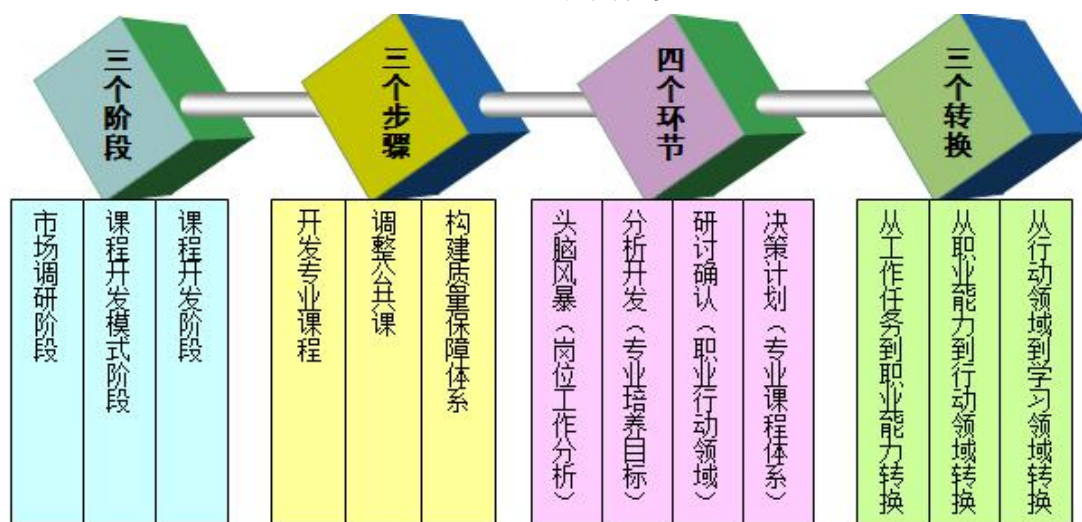 三个阶段
三个步骤
四个环节
三个转换
市场调研阶段
课程开发模式阶段
课程开发阶段
开发专业课程
调整公共课
构建质量保障体系
头脑风暴（岗位工作分析）
分析开发（专业培养目标）
研讨确认（职业行动领域）
决策计划（专业课程体系）
从工作任务到职业能力转换
从职业能力到行动领域转换
从行动领域到学习领域转换